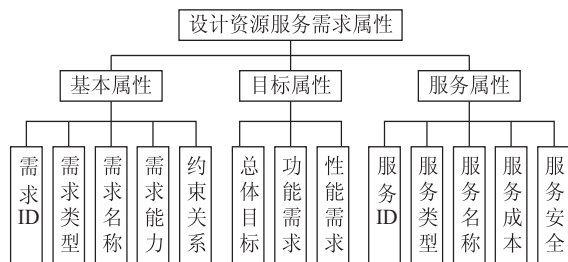 设计资源服务需求属性
基本属性
目标属性
服务属性
需求ID
需求类型
需求名称
需求能力
约束关系
总体目标
功能需求
性能需求
服务ID
服务类型
服务名称
服务成本
服务安全